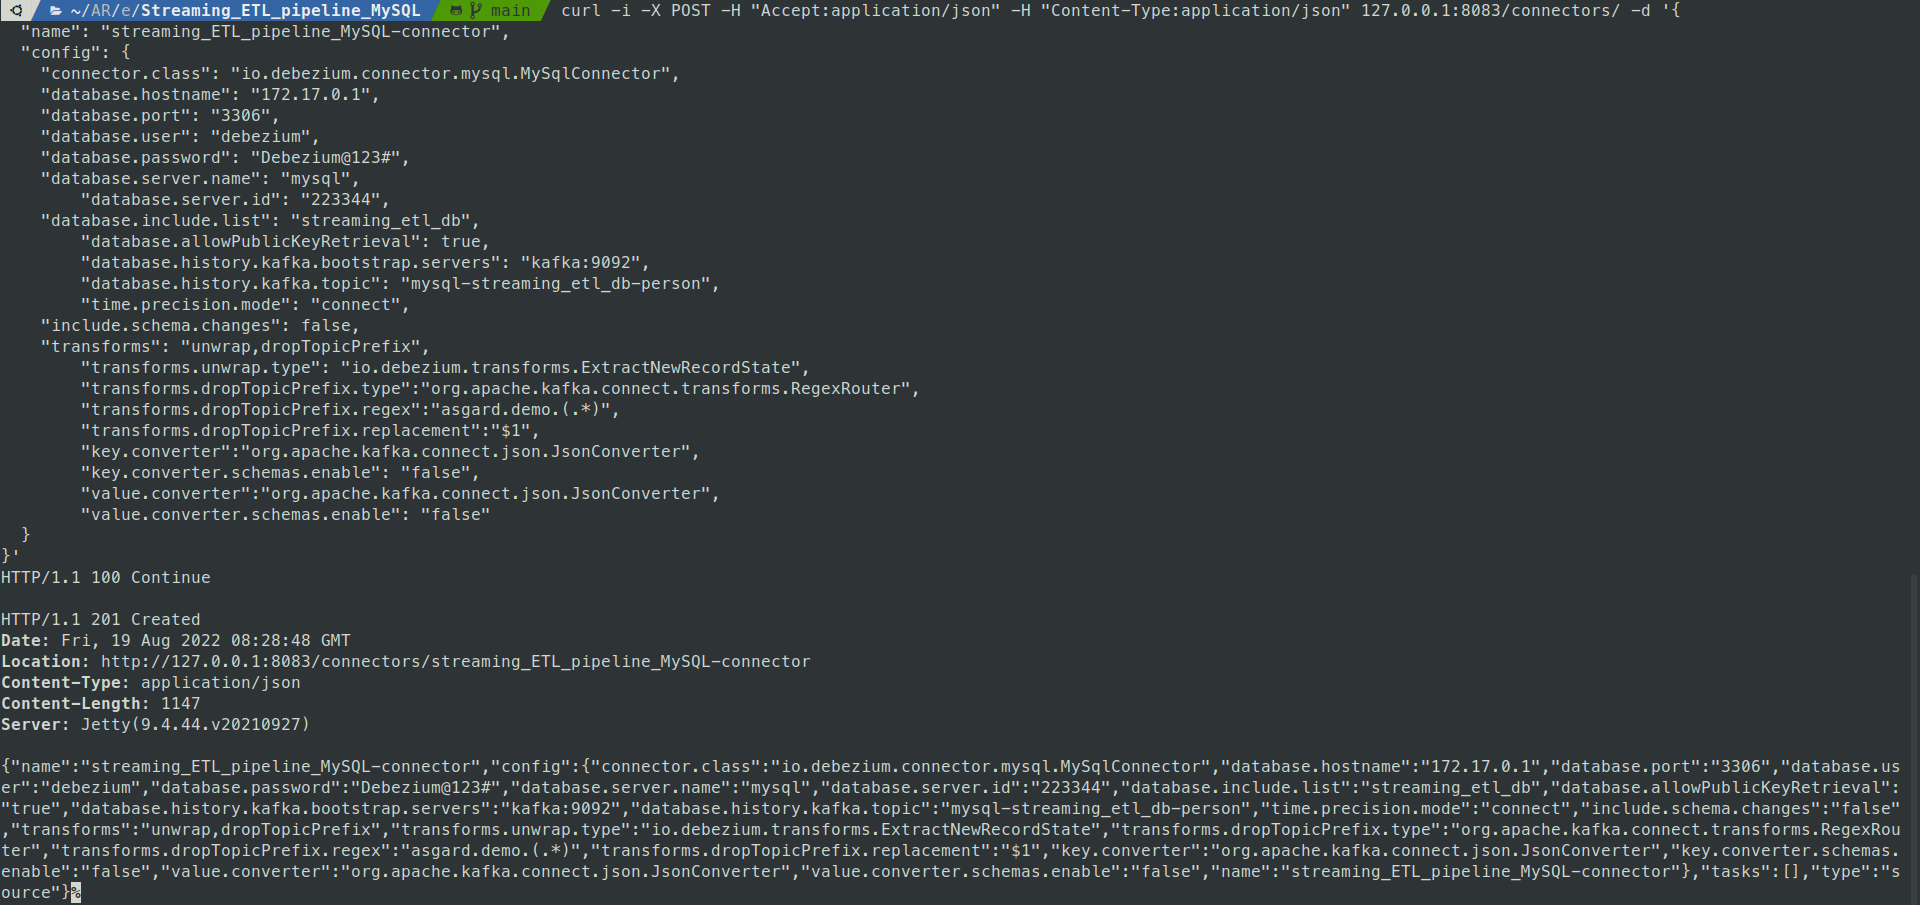 ~/AR/e/Streaming_ETL_pipeline_MySQL main curl -i -X POST -H "Accept:application/json" -H "Content-Type:application/json" 127.0.0.1:8083/connectors/ -d '{
  "name": "streaming_ETL_pipeline_MySQL-connector",
  "config": {
    "connector.class": "io.debezium.connector.mysql.MySqlConnector",
    "database.hostname": "172.17.0.1",
    "database.port": "3306",
    "database.user": "debezium",
    "database.password": "Debezium@123#",
    "database.server.name": "mysql",
        "database.server.id": "223344",
    "database.include.list": "streaming_etl_db",
        "database.allowPublicKeyRetrieval": true,
        "database.history.kafka.bootstrap.servers": "kafka:9092",
        "database.history.kafka.topic": "mysql-streaming_etl_db-person",
        "time.precision.mode": "connect",
    "include.schema.changes": false,
    "transforms": "unwrap,dropTopicPrefix",
        "transforms.unwrap.type": "io.debezium.transforms.ExtractNewRecordState",
        "transforms.dropTopicPrefix.type":"org.apache.kafka.connect.transforms.RegexRouter",
        "transforms.dropTopicPrefix.regex":"asgard.demo.(.*)",
        "transforms.dropTopicPrefix.replacement":"$1",
        "key.converter":"org.apache.kafka.connect.json.JsonConverter",
        "key.converter.schemas.enable": "false",
        "value.converter":"org.apache.kafka.connect.json.JsonConverter",
        "value.converter.schemas.enable": "false"
  }
}'
HTTP/1.1 100 Continue

HTTP/1.1 201 Created
Date: Fri, 19 Aug 2022 08:28:48 GMT
Location: http://127.0.0.1:8083/connectors/streaming_ETL_pipeline_MySQL-connector
Content-Type: application/json
Content-Length: 1147
Server: Jetty(9.4.44.v20210927)

{"name":"streaming_ETL_pipeline_MySQL-connector","config":{"connector.class":"io.debezium.connector.mysql.MySqlConnector","database.hostname":"172.17.0.1","database.port":"3306","database.us
er":"debezium","database.password":"Debezium@123#","database.server.name":"mysql","database.server.id":"223344","database.include.list":"streaming_etl_db","database.allowPublicKeyRetrieval":
"true","database.history.kafka.bootstrap.servers":"kafka:9092","database.history.kafka.topic":"mysql-streaming_etl_db-person","time.precision.mode":"connect","include.schema.changes":"false"
,"transforms":"unwrap,dropTopicPrefix","transforms.unwrap.type":"io.debezium.transforms.ExtractNewRecordState","transforms.dropTopicPrefix.type":"org.apache.kafka.connect.transforms.RegexRou
ter","transforms.dropTopicPrefix.regex":"asgard.demo.(.*)","transforms.dropTopicPrefix.replacement":"$1","key.converter":"org.apache.kafka.connect.json.JsonConverter","key.converter.schemas.
enable":"false","value.converter":"org.apache.kafka.connect.json.JsonConverter","value.converter.schemas.enable":"false","name":"streaming_ETL_pipeline_MySQL-connector"},"tasks":[],"type":"s
ource"}%